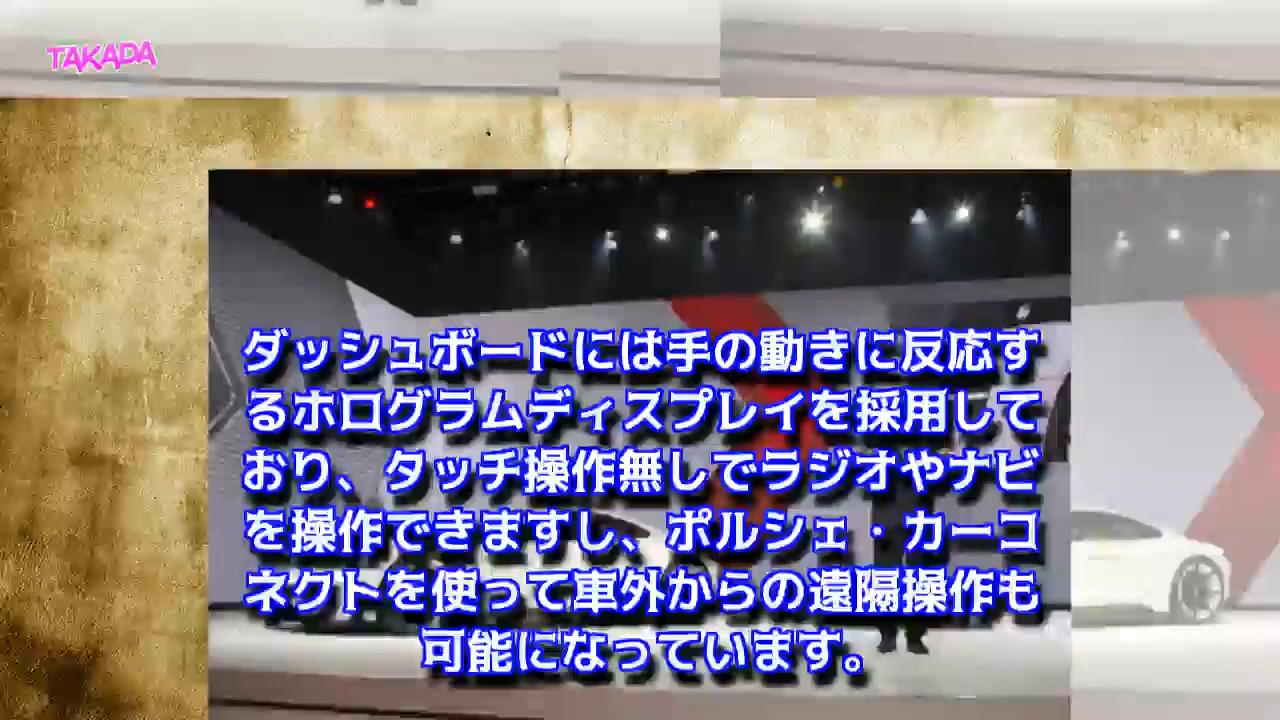 TAKADA
ダッシュボードには手の動きに反応す
るホログラムディスプレイを採用して
おり、タッチ操作無しでラジオやナビ
を操作できますし、ポルシェ・カーコ
ネクトを使って車外からの遠隔操作も
可能になっています。